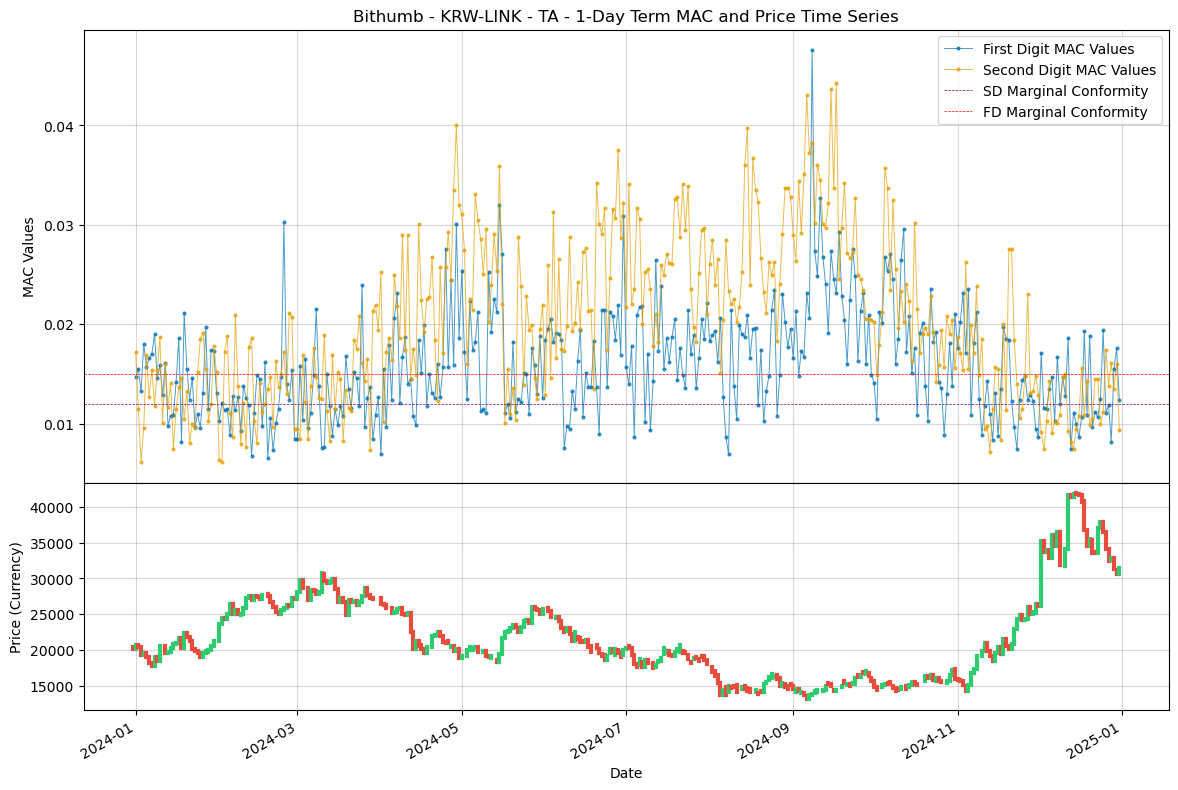 Bithumb - KRW-LINK - TA - 1-Day Term MAC and Price Time Series
First Digit MAC Values
Second Digit MAC Values
SD Marginal Conformity
FD Marginal Conformity
MAC Values
0.04
0.03
0.02
0.01
Price (Currency)
40000
35000
30000
25000
20000
15000
2024-01
2024-03
2024-05
2024-07
2024-09
2024-11
2025-01
Date